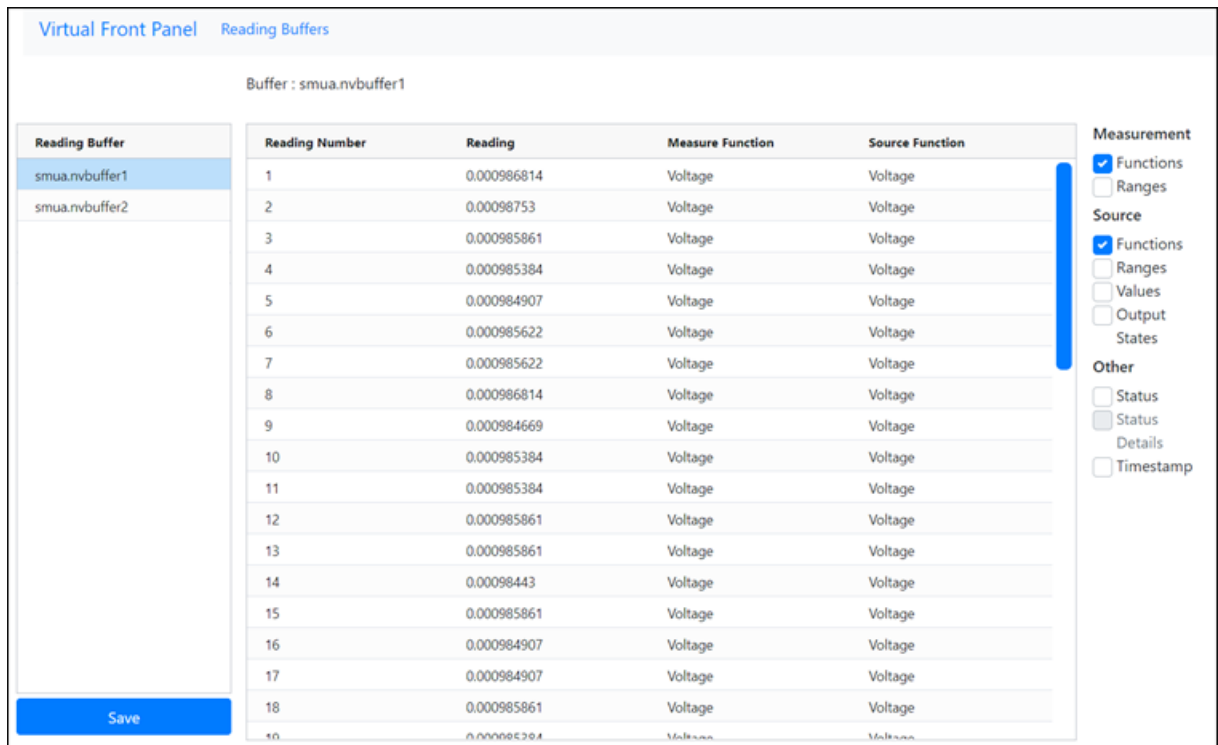 Virtual Front Panel Reading Buffers
Buffer : smua.nvbuffer1
Reading Buffer
smua.nvbuffer1
smua.nvbuffer2
Save
Reading Number Reading Measure Function Source Function
1 0.000986814 Voltage Voltage
2 0.00098753 Voltage Voltage
3 0.000985861 Voltage Voltage
4 0.000985384 Voltage Voltage
5 0.000984907 Voltage Voltage
6 0.000985622 Voltage Voltage
7 0.000985622 Voltage Voltage
8 0.000986814 Voltage Voltage
9 0.000984669 Voltage Voltage
10 0.000985384 Voltage Voltage
11 0.000985384 Voltage Voltage
12 0.000985861 Voltage Voltage
13 0.000985861 Voltage Voltage
14 0.00098443 Voltage Voltage
15 0.000985861 Voltage Voltage
16 0.000984907 Voltage Voltage
17 0.000984907 Voltage Voltage
18 0.000985861 Voltage Voltage
19 0.000985384 Voltage Voltage
Measurement
Functions
Ranges
Source
Functions
Ranges
Values
Output
States
Other
Status
Status
Details
Timestamp